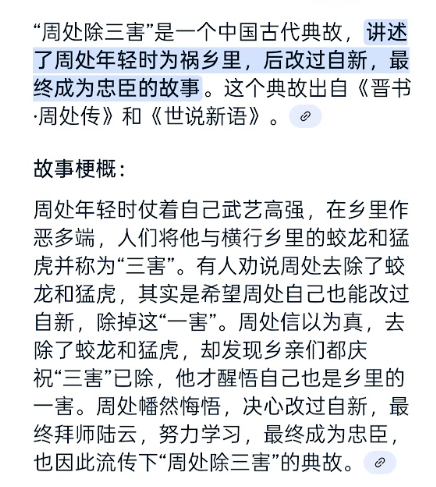 “周处除三害”是一个中国古代典故，讲述
了周处年轻时为祸乡里，后改过自新，最
终成为忠臣的故事。这个典故出自《晋书
·周处传》和《世说新语》。
故事梗概：
周处年轻时仗着自己武艺高强，在乡里作
恶多端，人们将他与横行乡里的蛟龙和猛
虎并称为“三害”。有人劝说周处去除了蛟
龙和猛虎，其实是希望周处自己也能改过
自新，除掉这“一害”。周处信以为真，去
除了蛟龙和猛虎，却发现乡亲们都庆
祝“三害”已除，他才醒悟自己也是乡里的
一害。周处幡然悔悟，决心改过自新，最
终拜师陆云，努力学习，最终成为忠臣，
也因此流传下“周处除三害”的典故。